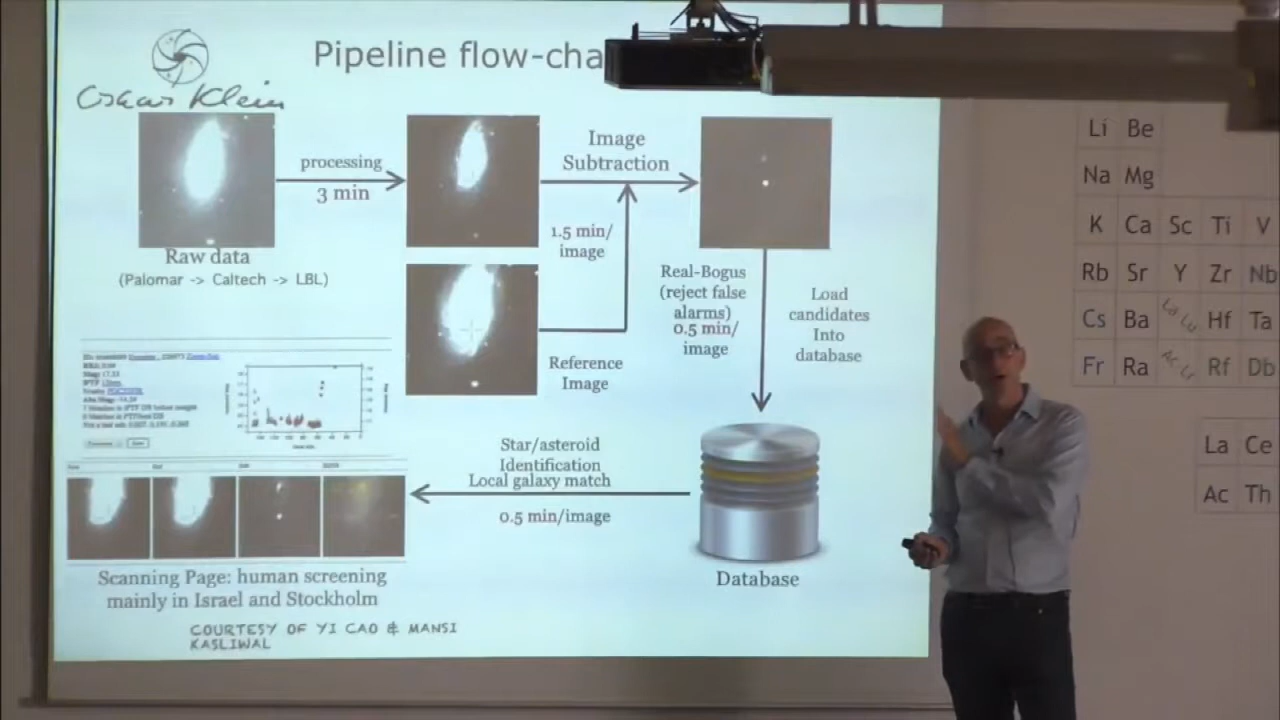 Pipeline flow-cha
Oskar Klein
processing
3 min
Image
Subtraction
1.5 min/
image
Raw data
(Palomar -> Caltech -> LBL)
Reference
Image
Real-Bogus
(reject false
alarms)
0.5 min/
image
Load
candidates
Into
database
Star/asteroid
Identification
Local galaxy match
0.5 min/image
Database
Scanning Page: human screening
mainly in Israel and Stockholm
COURTESY OF YI CAO & MANSI
KASLIWAL
Li Be
Na Mg
K Ca Sc Ti V
Rb Sr Y Zr Nb
Cs Ba La Lu Hf Ta
Fr Ra Ac Lr Rf Db
La Ce
Ac Th